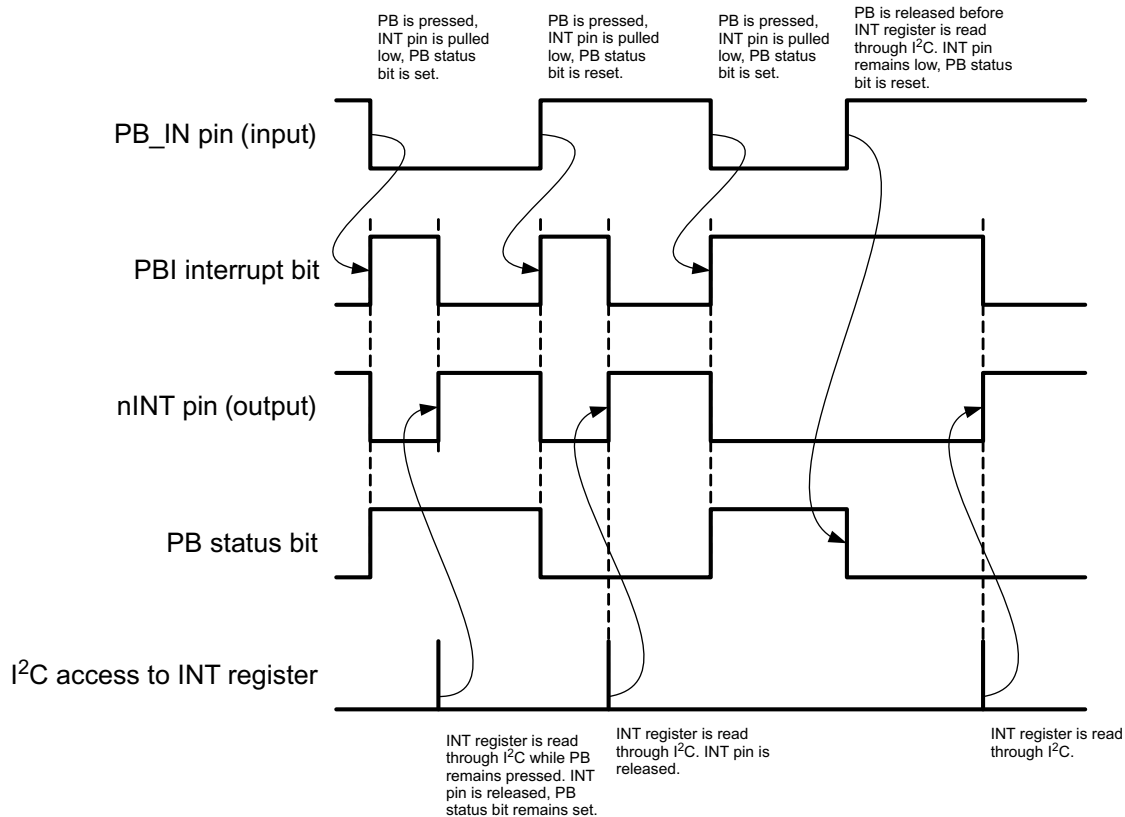 PB is pressed,
INT pin is pulled
low, PB status
bit is set.
PB is pressed,
INT pin is pulled
low, PB status
bit is reset.
PB is pressed,
INT pin is pulled
low, PB status
bit is set.
PB is released before
INT register is read
through I²C. INT pin
remains low, PB status
bit is reset.
PB_IN pin (input)
PBI interrupt bit
nINT pin (output)
PB status bit
I²C access to INT register
INT register is read
through I²C while PB
remains pressed. INT
pin is released, PB
status bit remains set.
INT register is read
through I²C. INT pin is
released.
INT register is read
through I²C.